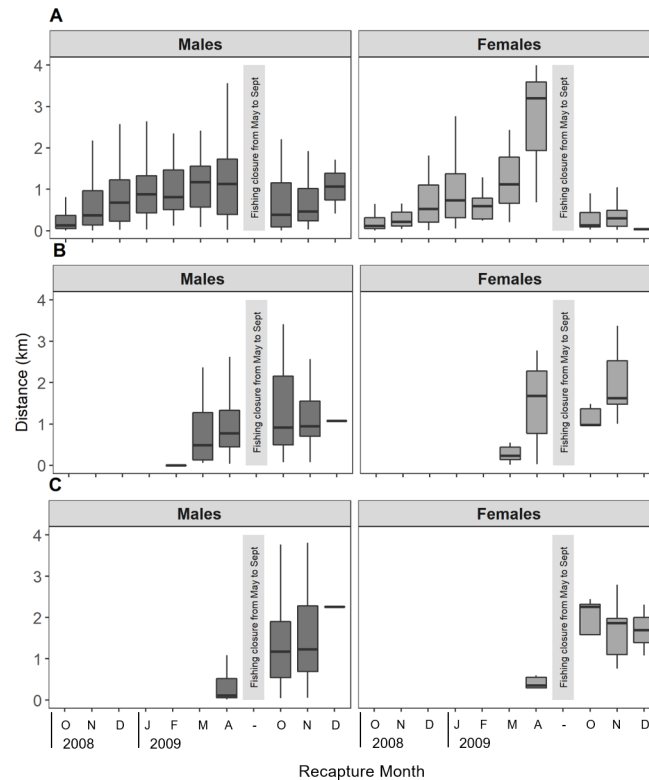 A
Males Females
4
3
2
1
0
Fishing closure from May to Sept
Fishing closure from May to Sept
B
Males Females
4
3
2
1
0
Fishing closure from May to Sept
Fishing closure from May to Sept
Distance (km)
C
Males Females
4
3
2
1
0
Fishing closure from May to Sept
Fishing closure from May to Sept
O N D J F M A - O N D O N D J F M A - O N D
2008 2009 2008 2009
Recapture Month